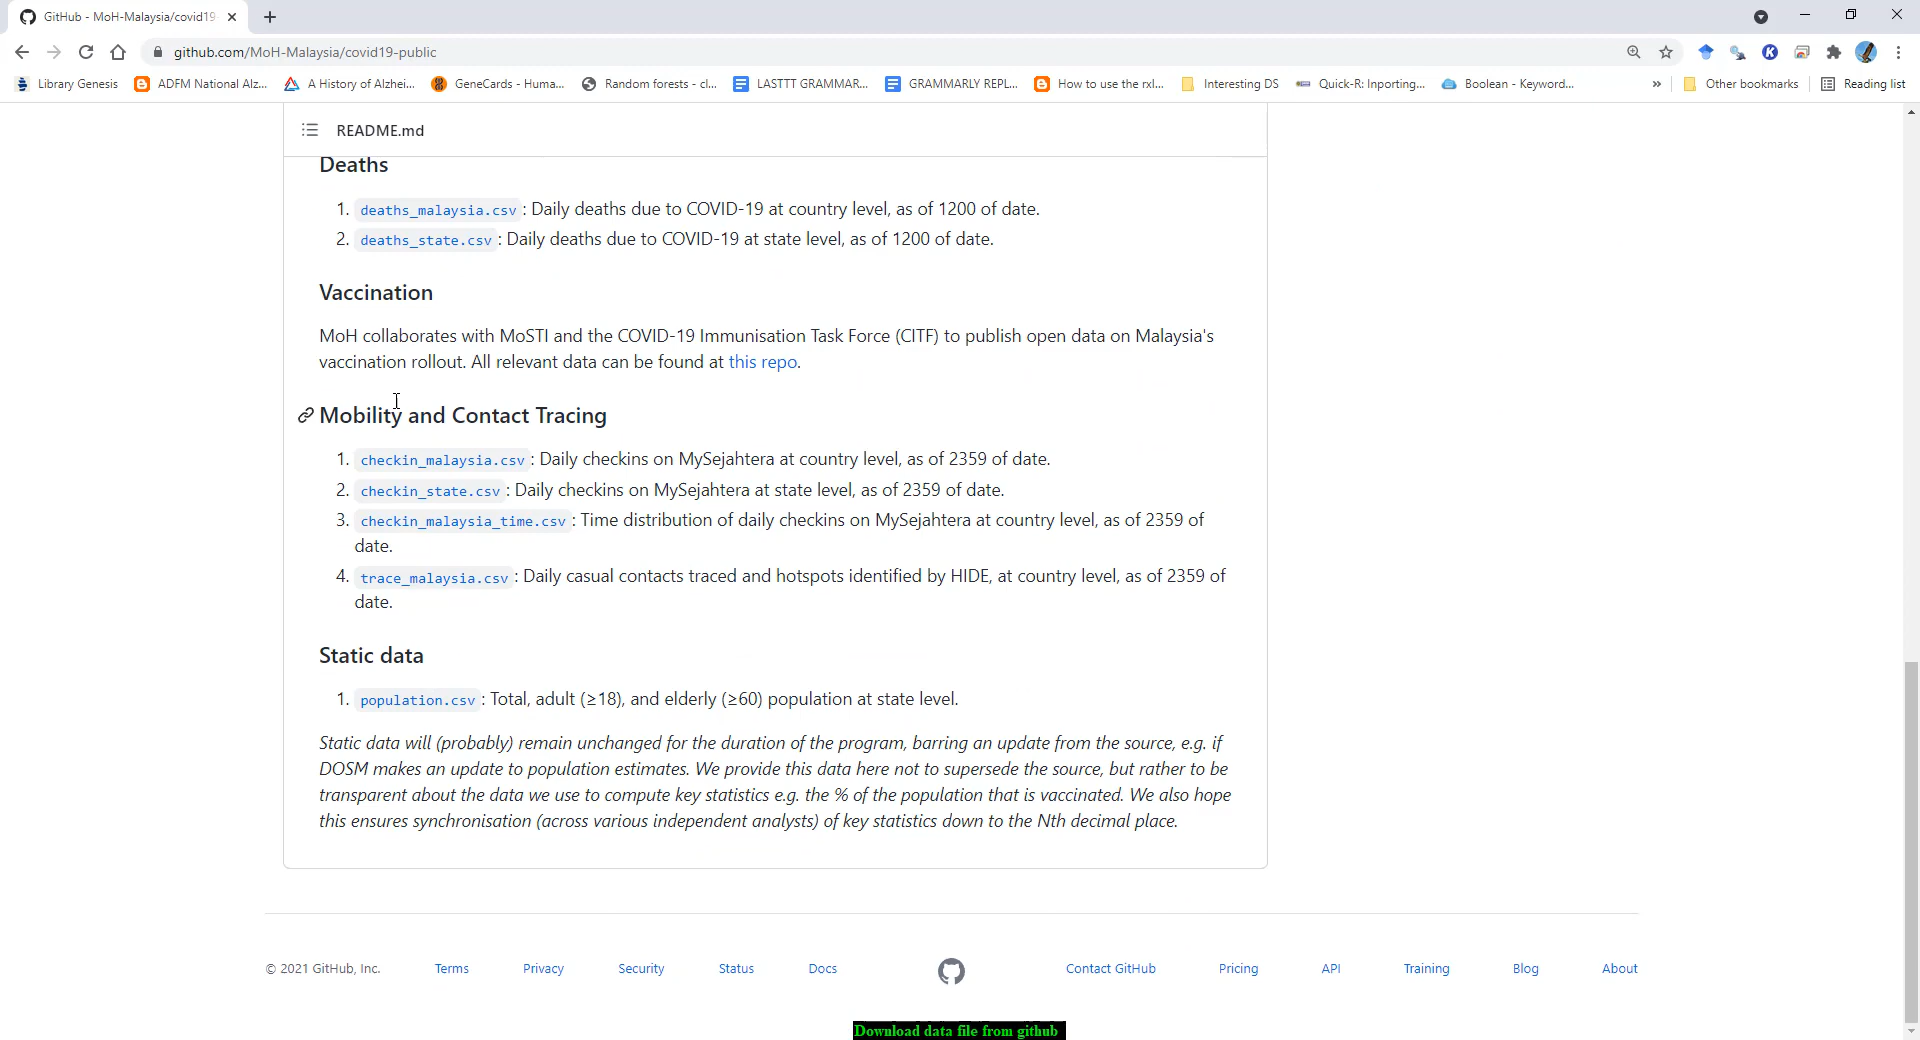 GitHub - MoH-Malaysia/covid19
github.com/MoH-Malaysia/covid19-public
Library Genesis
ADFM National Alz...
A History of Alzhei...
GeneCards - Huma...
Random forests - cl...
LASTTT GRAMMAR...
GRAMMARLY REPL...
How to use the rxl...
Interesting DS
Quick-R: Inporting...
Boolean - Keyword...
»
Other bookmarks
Reading list
README.md
Deaths
1. deaths_malaysia.csv : Daily deaths due to COVID-19 at country level, as of 1200 of date.
2. deaths_state.csv : Daily deaths due to COVID-19 at state level, as of 1200 of date.
Vaccination
MoH collaborates with MoSTI and the COVID-19 Immunisation Task Force (CITF) to publish open data on Malaysia's
vaccination rollout. All relevant data can be found at this repo.
Mobility and Contact Tracing
1. checkin_malaysia.csv : Daily checkins on MySejahtera at country level, as of 2359 of date.
2. checkin_state.csv : Daily checkins on MySejahtera at state level, as of 2359 of date.
3. checkin_malaysia_time.csv : Time distribution of daily checkins on MySejahtera at country level, as of 2359 of
date.
4. trace_malaysia.csv : Daily casual contacts traced and hotspots identified by HIDE, at country level, as of 2359 of
date.
Static data
1. population.csv : Total, adult (≥18), and elderly (≥60) population at state level.
Static data will (probably) remain unchanged for the duration of the program, barring an update from the source, e.g. if
DOSM makes an update to population estimates. We provide this data here not to supersede the source, but rather to be
transparent about the data we use to compute key statistics e.g. the % of the population that is vaccinated. We also hope
this ensures synchronisation (across various independent analysts) of key statistics down to the Nth decimal place.
© 2021 GitHub, Inc.
Terms
Privacy
Security
Status
Docs
Contact GitHub
Pricing
API
Training
Blog
About
Download data file from github